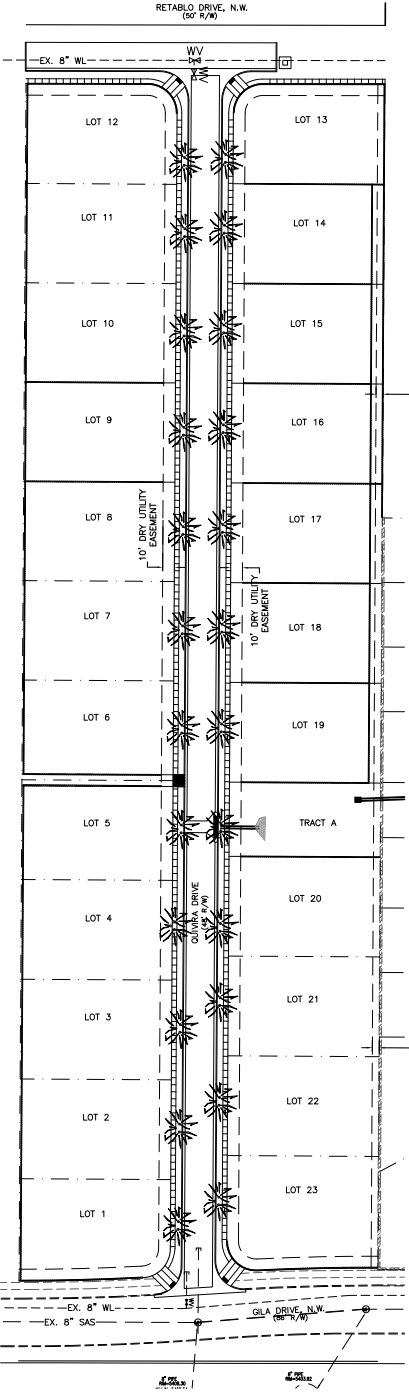 RETABLO DRIVE, N.W.
(50' R/W)
WV
EX. 8" WL
WV
LOT 12
LOT 13
LOT 11
LOT 14
LOT 10
LOT 15
LOT 9
LOT 16
LOT 8
LOT 17
10' DRY UTILITY
EASEMENT
10' DRY UTILITY
EASEMENT
LOT 7
LOT 18
LOT 6
LOT 19
LOT 5
TRACT A
LOT 4
LOT 20
QUIVIRA DRIVE
(48' R/W)
LOT 3
LOT 21
LOT 2
LOT 22
LOT 1
LOT 23
EX. 8" WL
GILA DRIVE, N.W.
(88' R/W)
EX. 8" SAS